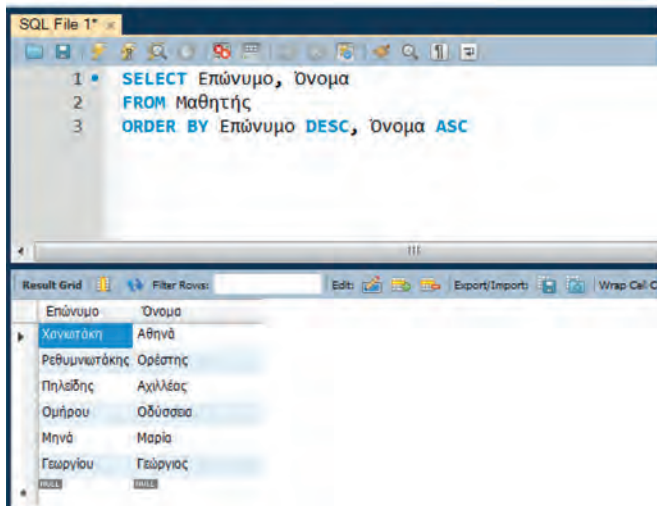 SQL File 1*
1 SELECT Επώνυμο, Όνομα
2 FROM Μαθητής
3 ORDER BY Επώνυμο DESC, Όνομα ASC
Result Grid Filter Rows: Edit: Export/Import: Wrap Cell C
Επώνυμο Όνομα
Χανιωτάκη Αθηνά
Ρεθυμνιωτάκης Ορέστης
Πηλείδης Αχιλλέας
Ομήρου Οδύσσεια
Μηνά Μαρία
Γεωργίου Γεώργιος
NULL NULL